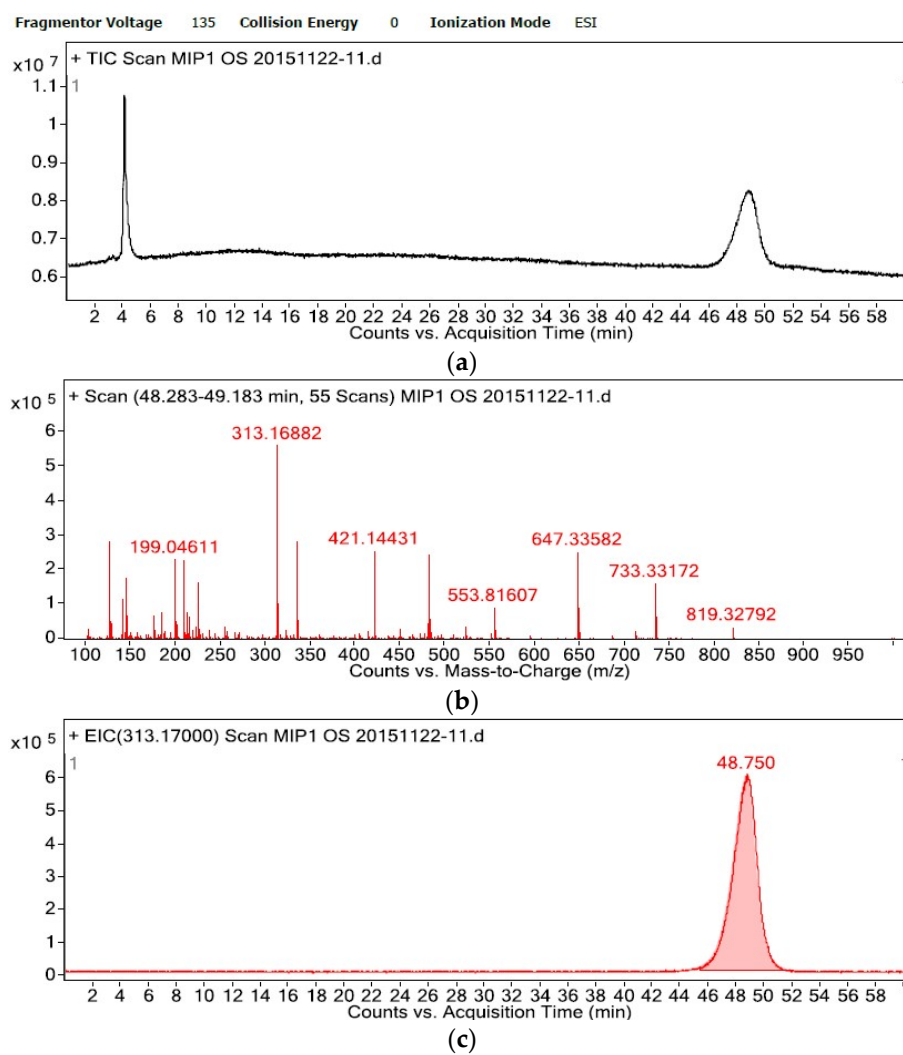 Fragmentor Voltage 135 Collision Energy 0 Ionization Mode ESI
x10 7
+ TIC Scan MIP1 OS 20151122-11.d
1
1.1
1
0.9
0.8
0.7
0.6
2 4 6 8 10 12 14 16 18 20 22 24 26 28 30 32 34 36 38 40 42 44 46 48 50 52 54 56 58
Counts vs. Acquisition Time (min)
(a)
x10 5
+ Scan (48.283-49.183 min, 55 Scans) MIP1 OS 20151122-11.d
6
5
4
3
2
1
0
313.16882
199.04611
421.14431
553.81607
647.33582
733.33172
819.32792
100 150 200 250 300 350 400 450 500 550 600 650 700 750 800 850 900 950
Counts vs. Mass-to-Charge (m/z)
(b)
x10 5
+ EIC(313.17000) Scan MIP1 OS 20151122-11.d
1
48.750
6
5
4
3
2
1
0
2 4 6 8 10 12 14 16 18 20 22 24 26 28 30 32 34 36 38 40 42 44 46 48 50 52 54 56 58
Counts vs. Acquisition Time (min)
(c)